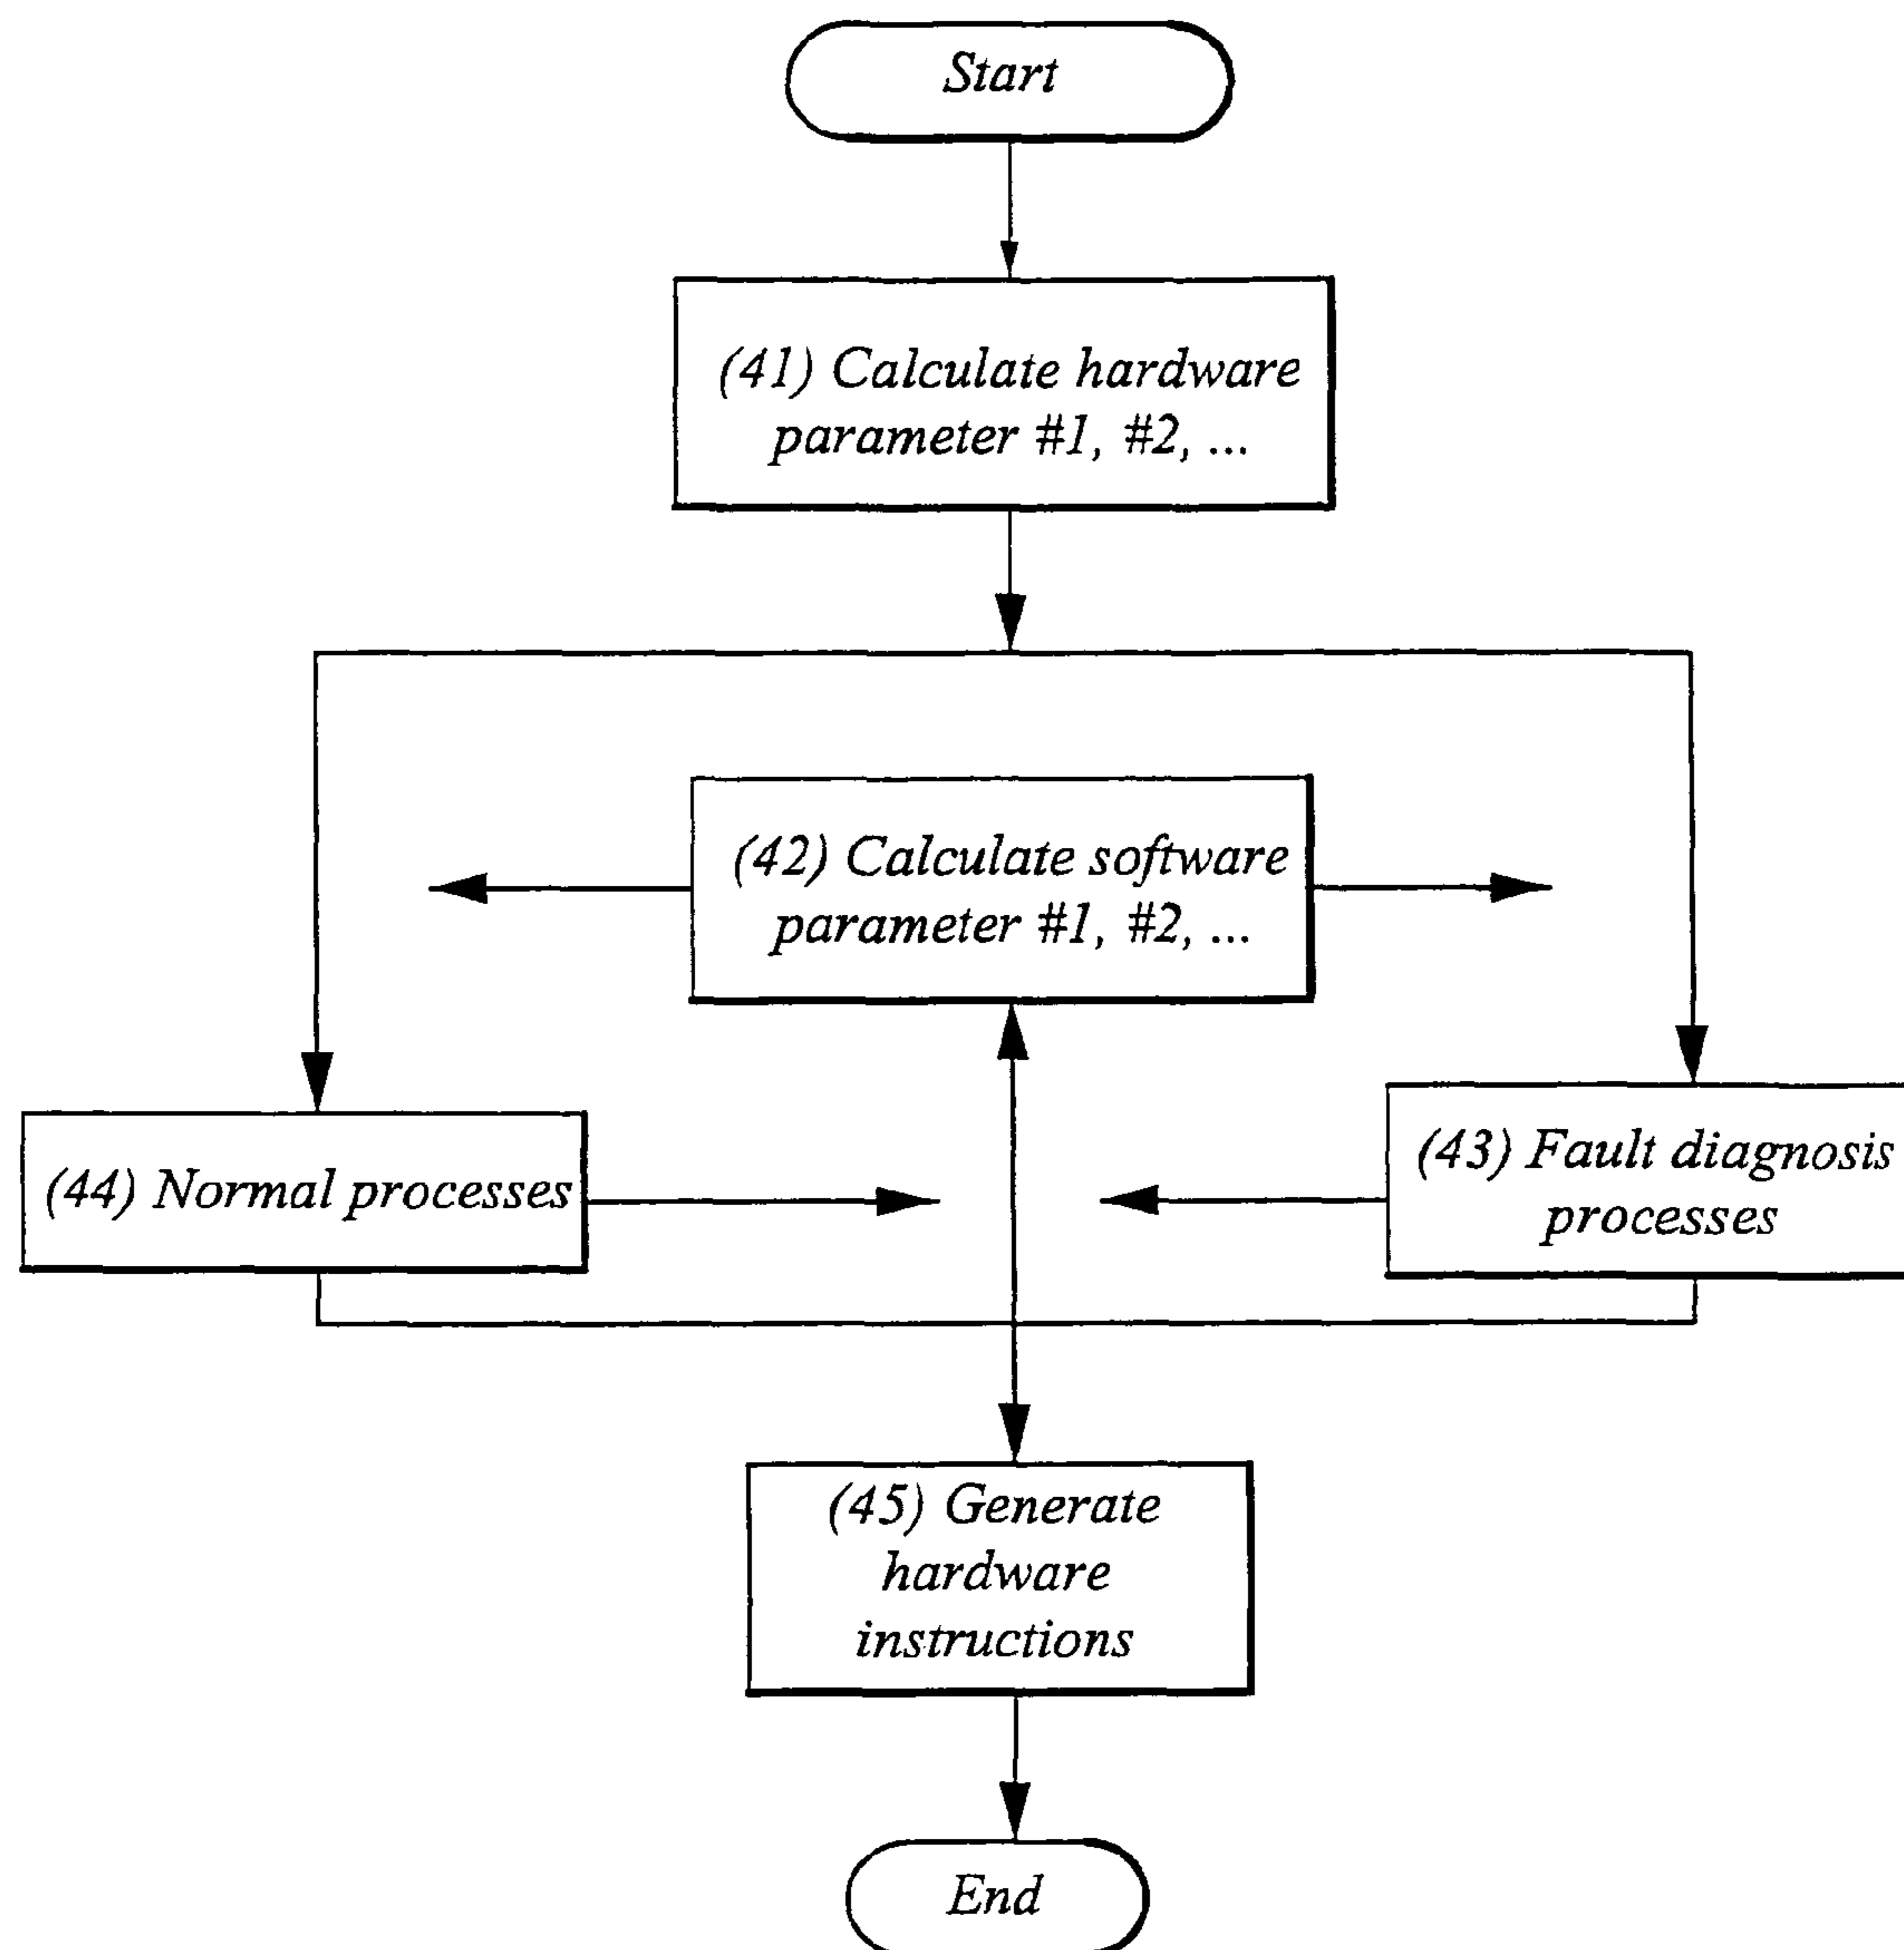 Start
(41) Calculate hardware
parameter #1, #2, ...
(42) Calculate software
parameter #1, #2, ...
(44) Normal processes
(43) Fault diagnosis
processes
(45) Generate
hardware
instructions
End